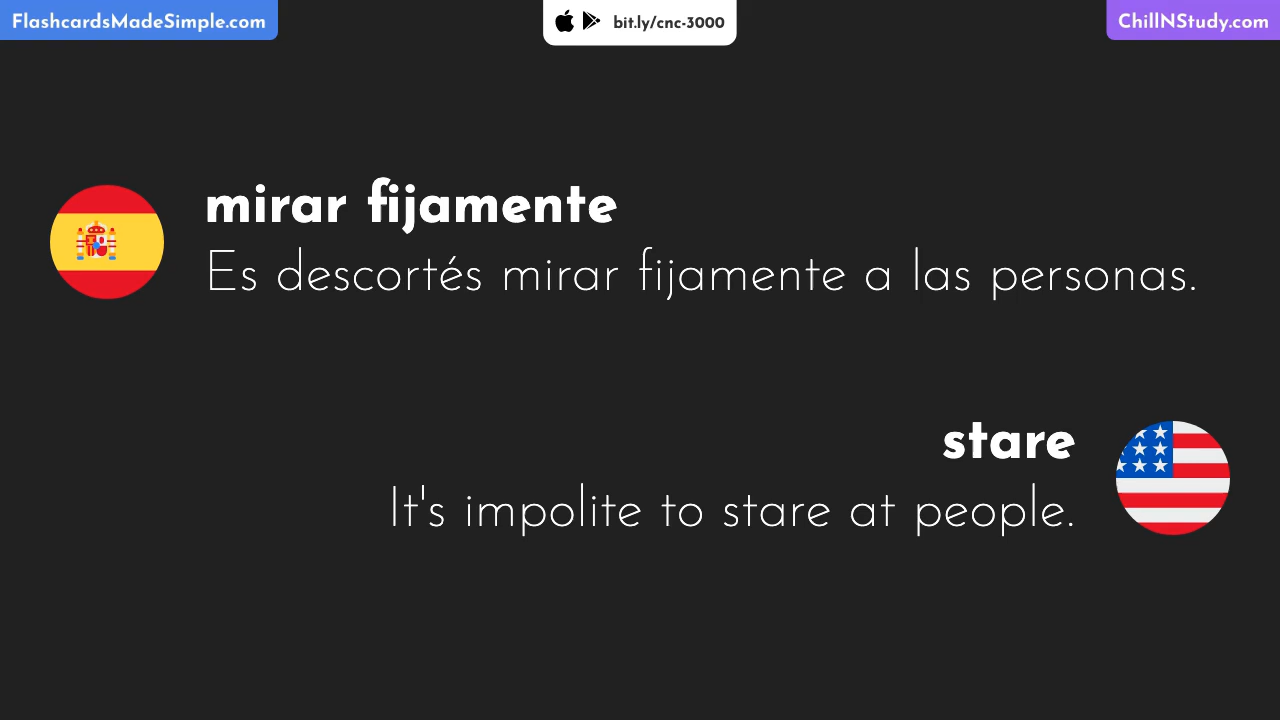 FlashcardsMadeSimple.com
bit.ly/cnc-3000
ChillNStudy.com
mirar fijamente
Es descortés mirar fijamente a las personas.
stare
It's impolite to stare at people.